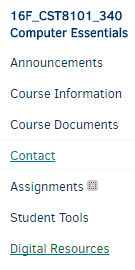 16F_CST8101_340
Computer Essentials
Announcements
Course Information
Course Documents
Contact
Assignments
Student Tools
Digital Resources